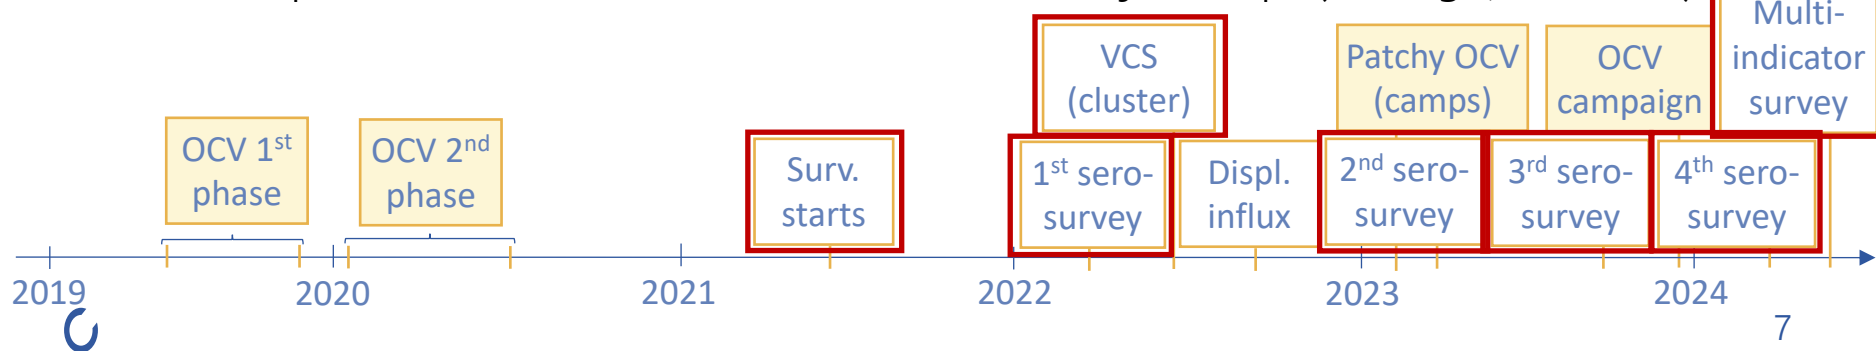 Multi-
indicator
survey
VCS
(cluster)
Patchy OCV
(camps)
OCV
campaign
OCV 1st
phase
OCV 2nd
phase
Surv.
starts
1st sero-
survey
Displ.
influx
2nd sero-
survey
3rd sero-
survey
4th sero-
survey
2019
2020
2021
2022
2023
2024
7